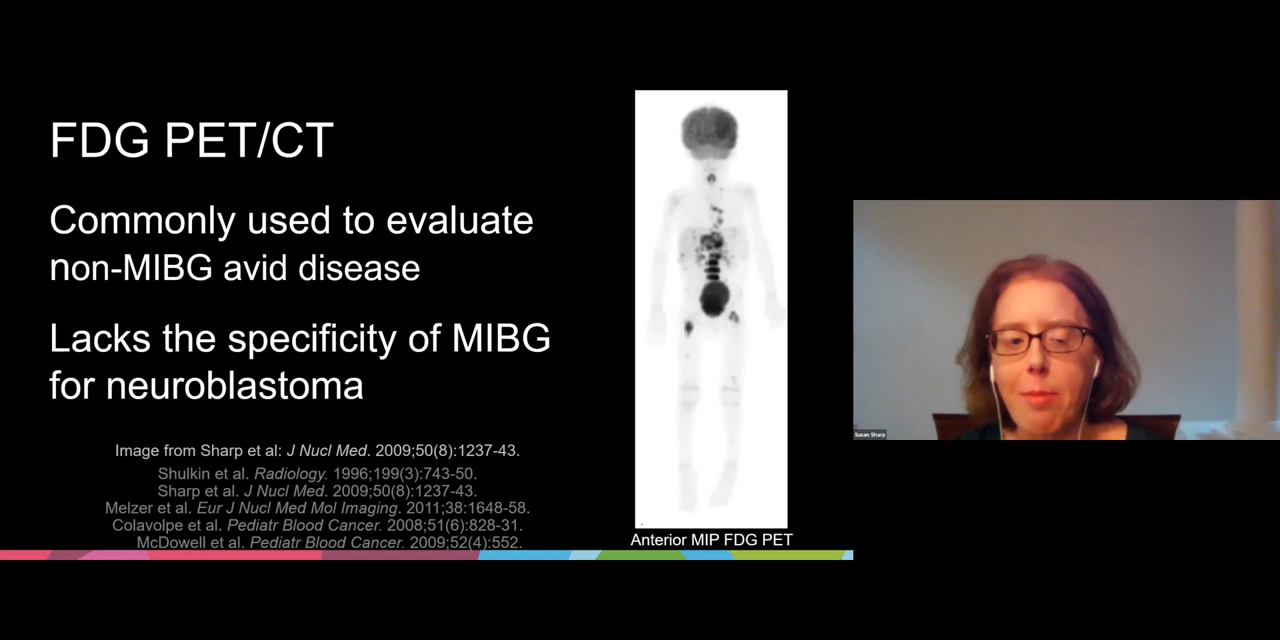 FDG PET/CT
Commonly used to evaluate
non-MIBG avid disease
Lacks the specificity of MIBG
for neuroblastoma
Image from Sharp et al: J Nucl Med. 2009;50(8):1237-43.
Shulkin et al. Radiology. 1996;199(3):743-50.
Sharp et al. J Nucl Med. 2009;50(8):1237-43.
Melzer et al. Eur J Nucl Med Mol Imaging. 2011;38:1648-58.
Colavolpe et al. Pediatr Blood Cancer. 2008;51(6):828-31.
McDowell et al. Pediatr Blood Cancer. 2009;52(4):552.
Anterior MIP FDG PET
Susan Sharp